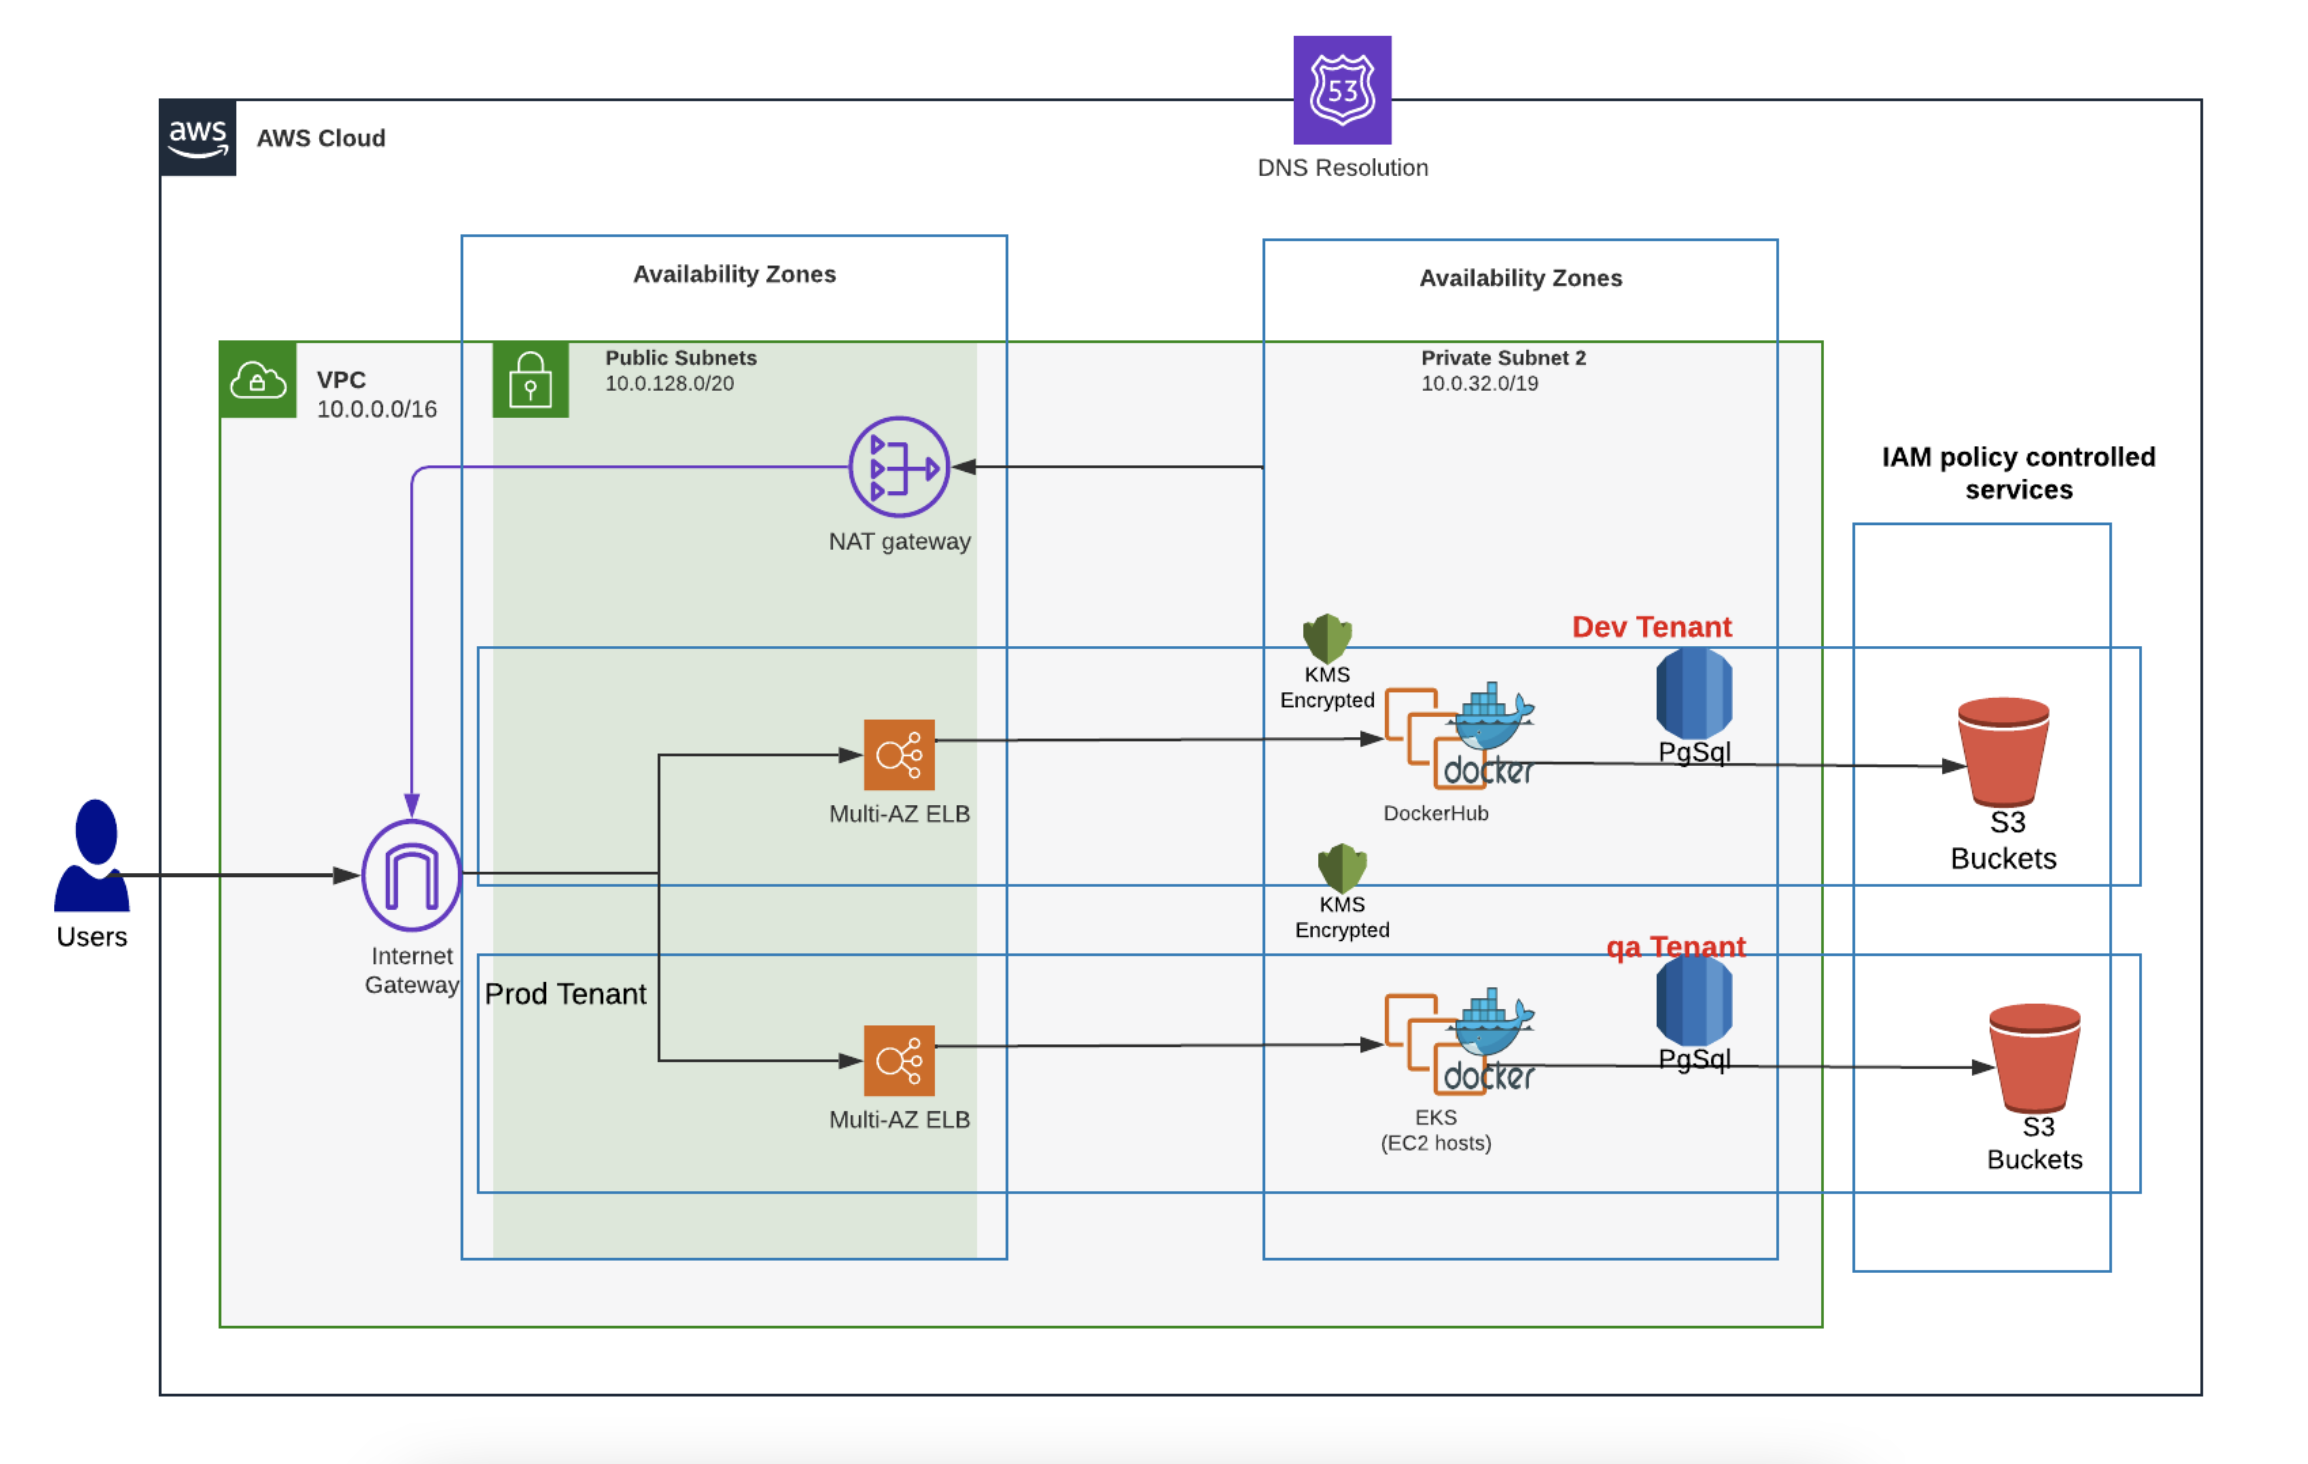 53
DNS Resolution
aws
AWS Cloud
Availability Zones
Availability Zones
VPC
10.0.0.0/16
Public Subnets
10.0.128.0/20
Private Subnet 2
10.0.32.0/19
NAT gateway
IAM policy controlled
services
Dev Tenant
KMS
Encrypted
PgSql
docker
DockerHub
Multi-AZ ELB
S3
Buckets
Users
Internet
Gateway
KMS
Encrypted
qa Tenant
Prod Tenant
PgSql
docker
EKS
(EC2 hosts)
Multi-AZ ELB
S3
Buckets